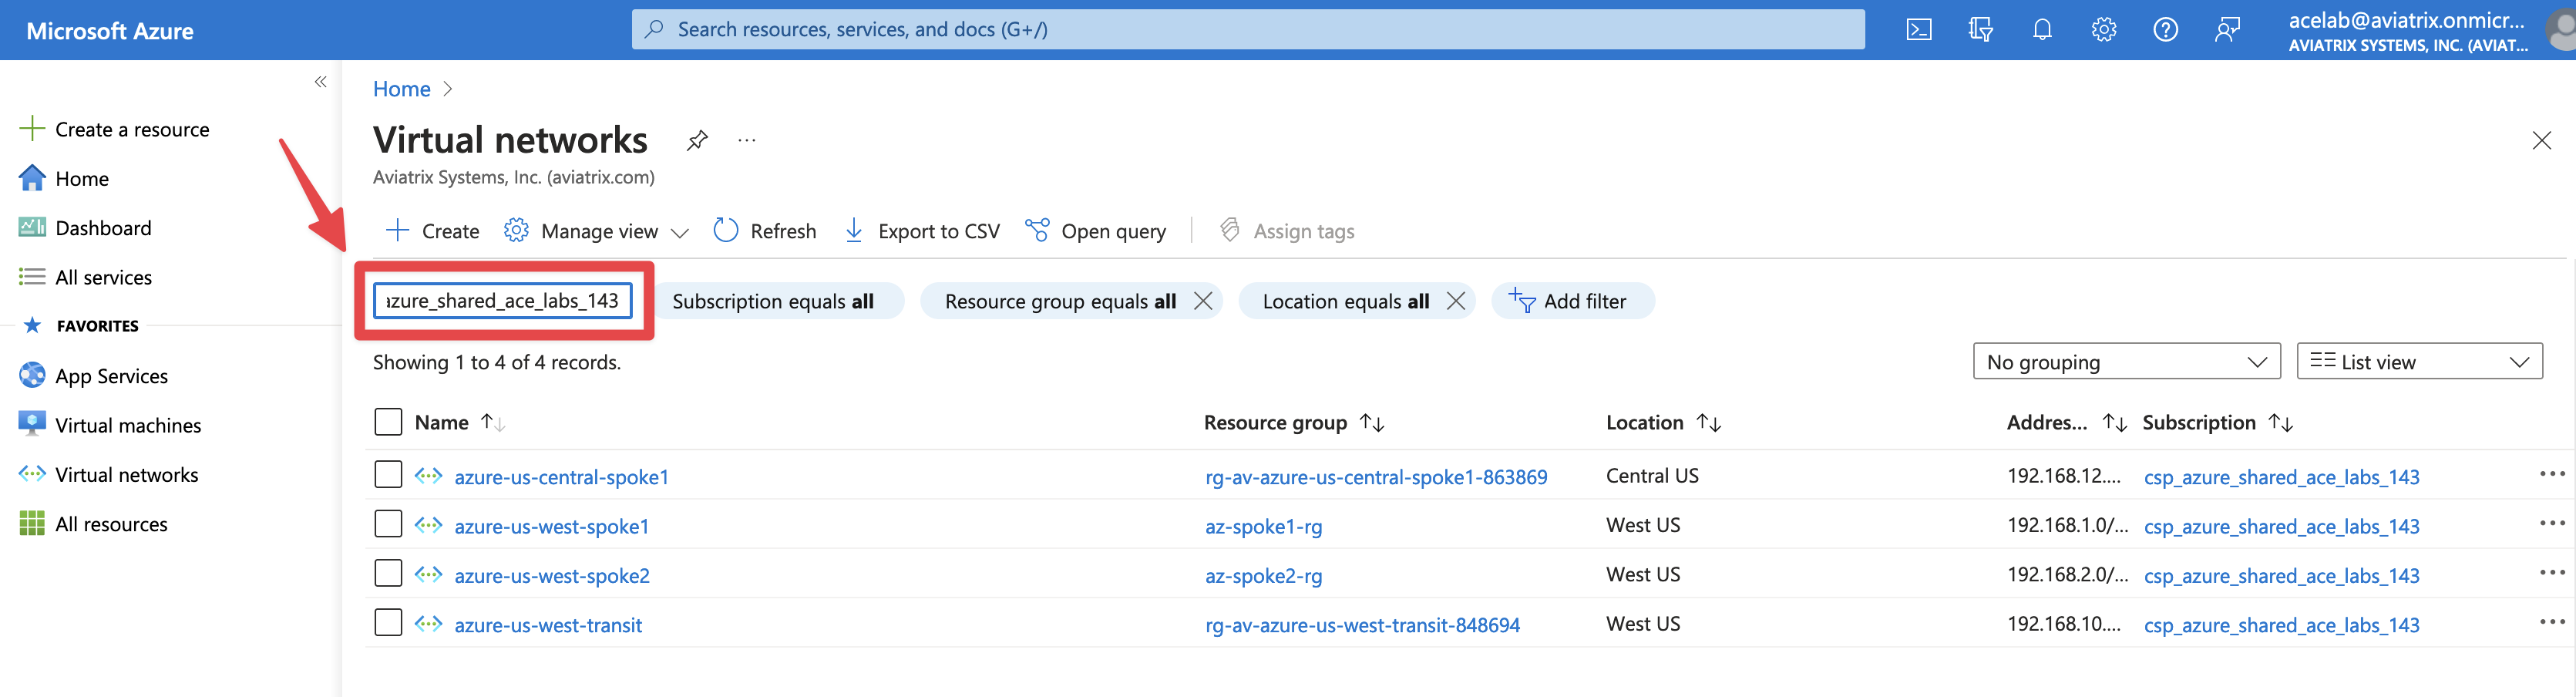 Microsoft Azure
Search resources, services, and docs (G+/)
acelab@aviatrix.onmicr...
AVIATRIX SYSTEMS, INC. (AVIAT...
Create a resource
Home
Dashboard
All services
FAVORITES
App Services
Virtual machines
Virtual networks
All resources
Home
Virtual networks
Aviatrix Systems, Inc. (aviatrix.com)
Create Manage view Refresh Export to CSV Open query Assign tags
azure_shared_ace_labs_143 Subscription equals all Resource group equals all Location equals all Add filter
Showing 1 to 4 of 4 records.
No grouping List view
Name Resource group Location Addres... Subscription
azure-us-central-spoke1 rg-av-azure-us-central-spoke1-863869 Central US 192.168.12.... csp_azure_shared_ace_labs_143
azure-us-west-spoke1 az-spoke1-rg West US 192.168.1.0/... csp_azure_shared_ace_labs_143
azure-us-west-spoke2 az-spoke2-rg West US 192.168.2.0/... csp_azure_shared_ace_labs_143
azure-us-west-transit rg-av-azure-us-west-transit-848694 West US 192.168.10.... csp_azure_shared_ace_labs_143